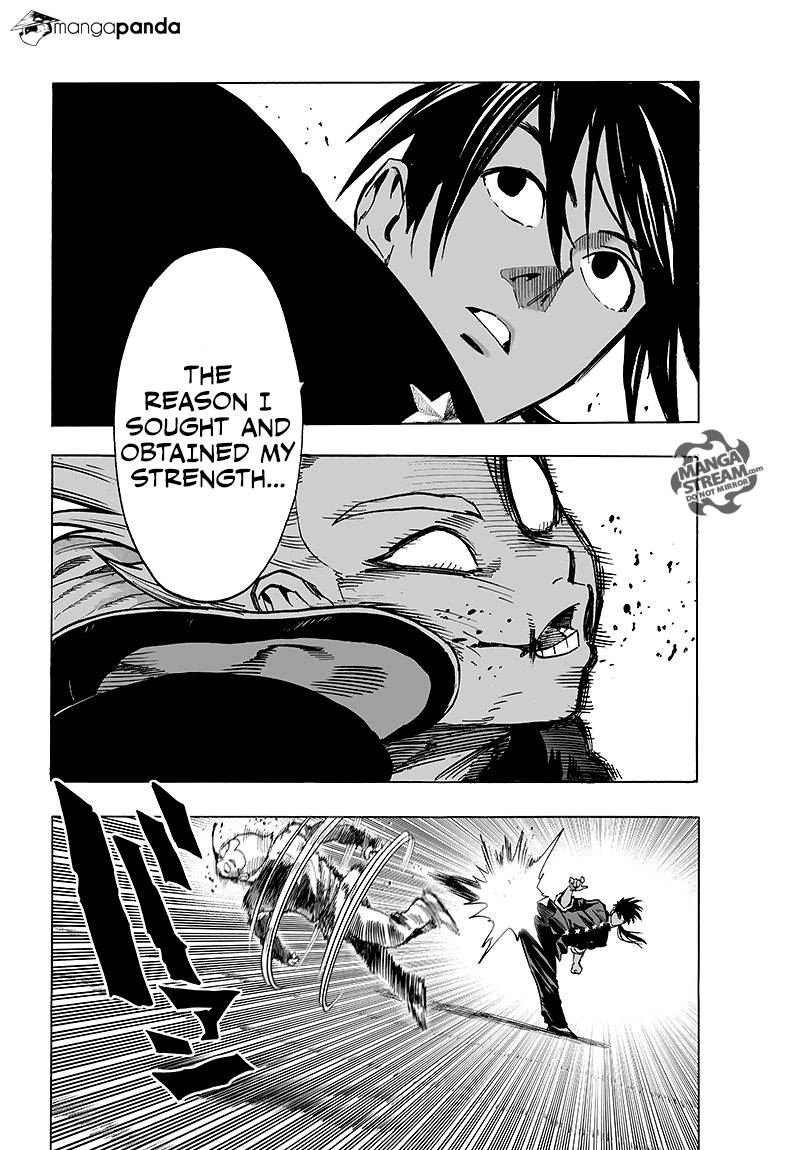 mangapanda
THE
REASON I
SOUGHT AND
OBTAINED MY
STRENGTH...
MANGA
STREAM.com
DO NOT MIRROR